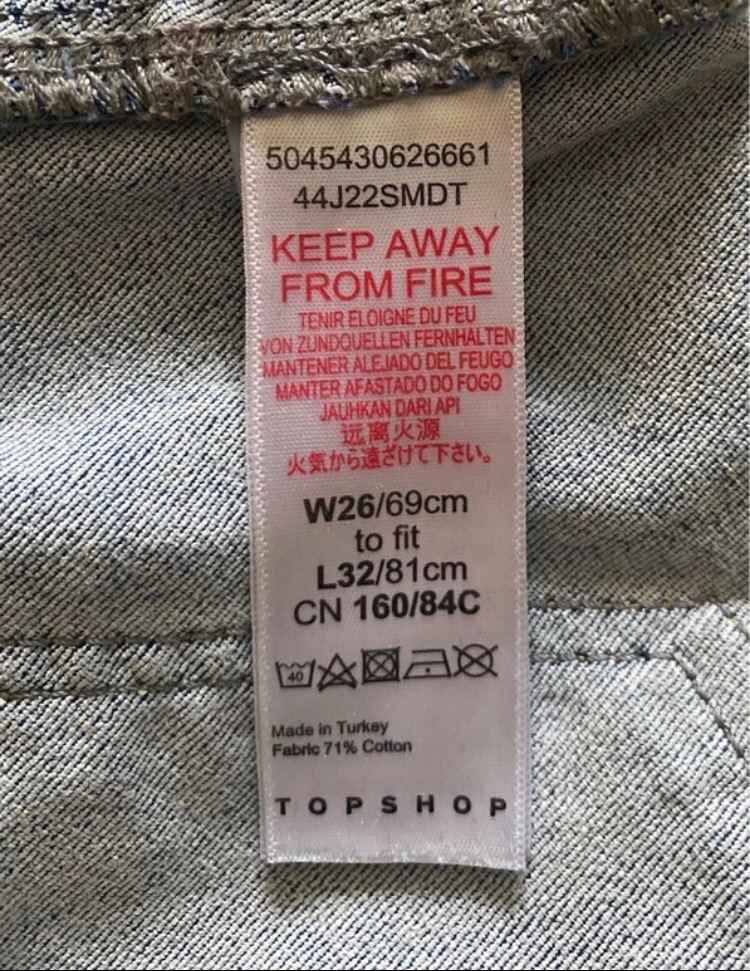 5045430626661
44J22SMDT
KEEP AWAY
FROM FIRE
TENIR ELOIGNE DU FEU
VON ZUNDQUELLEN FERNHALTEN
MANTENER ALEJADO DEL FEUGO
MANTER AFASTADO DO FOGO
JAUHKAN DARI API
远离火源
火気から遠ざけて下さい。
W26/69cm
to fit
L32/81cm
CN 160/84C
40
Made in Turkey
Fabric 71% Cotton
TOPSHOP